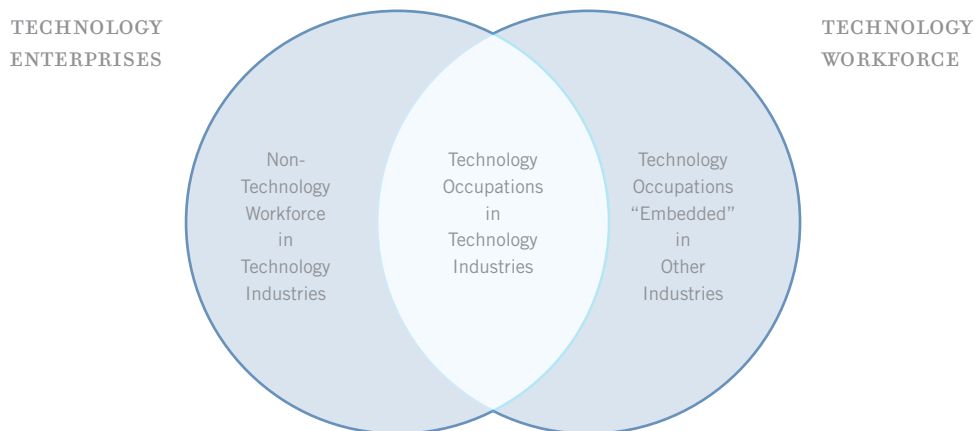 TECHNOLOGY
ENTERPRISES
TECHNOLOGY
WORKFORCE
Non-
Technology
Workforce
in
Technology
Industries
Technology
Occupations
in
Technology
Industries
Technology
Occupations
“Embedded”
in
Other
Industries